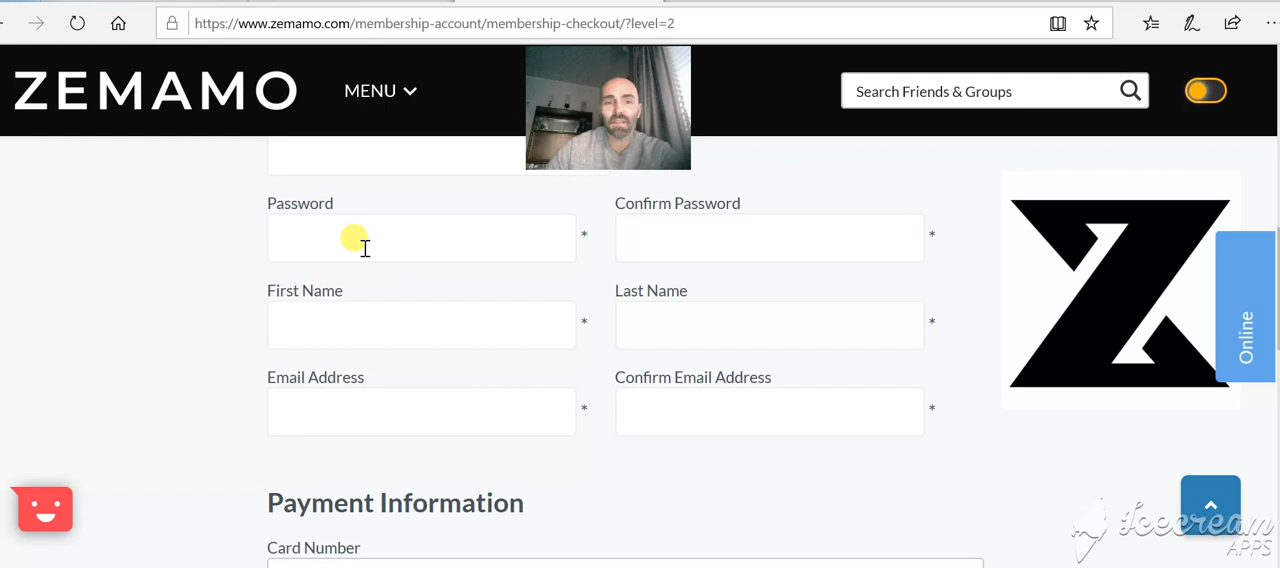 https://www.zemamo.com/membership-account/membership-checkout/?level=2
ZEMAMO
MENU
Search Friends & Groups
Password
Confirm Password
*
*
First Name
Last Name
*
*
Email Address
Confirm Email Address
*
*
Online
Payment Information
Card Number
Icecream
APPS